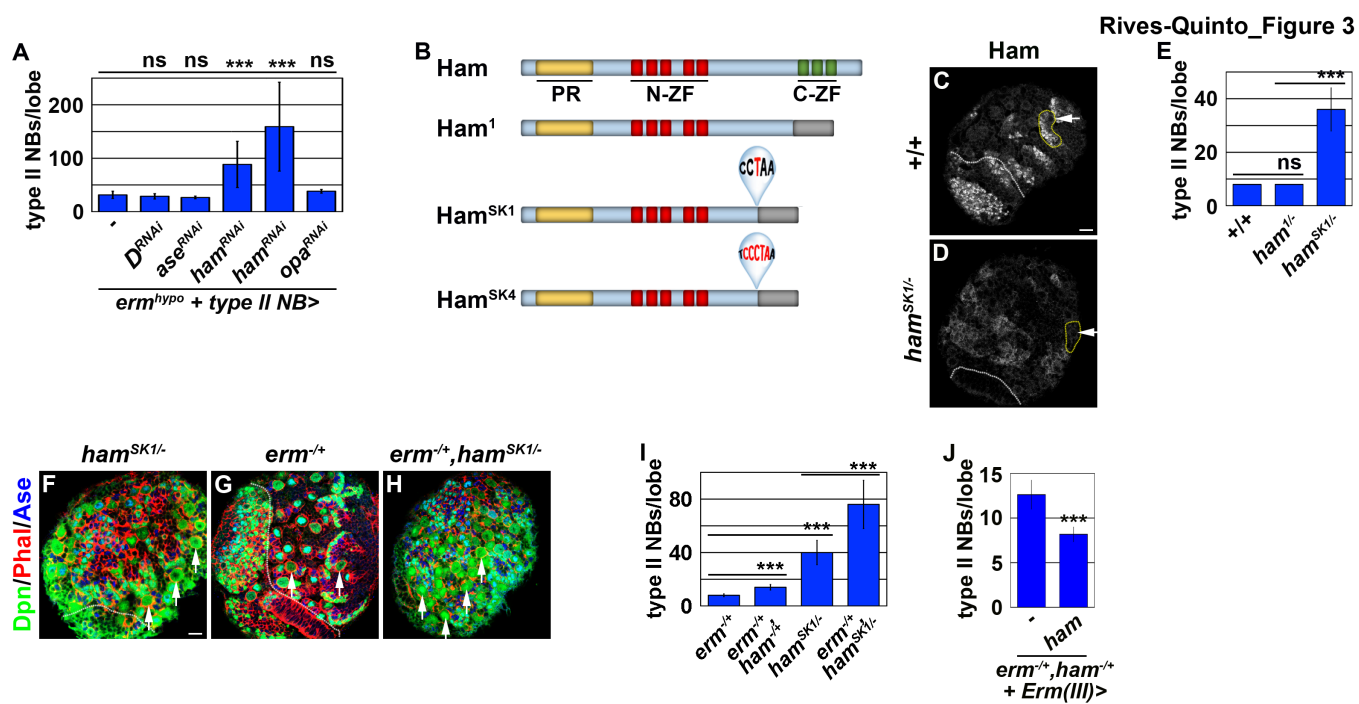 Rives-Quinto_Figure 3
A
ns ns *** *** ns
type II NBs/lobe
200
100
0
-
D^RNAi
ase^RNAi
ham^RNAi
ham^RNAi
opa^RNAi
erm^hypo + type II NB>
B
Ham
PR N-ZF C-ZF
Ham^1
CCTAA
Ham^SK1
TCCCTAA
Ham^SK4
Ham
C
+/+
D
ham^SK1/-
E
***
ns
type II NBs/lobe
40
20
0
+/+
ham^1/-
ham^SK1/-
ham^SK1/- erm^-/+ erm^-/+,ham^SK1/-
Dpn/Phal/Ase
F G H
I
***
***
***
type II NBs/lobe
80
40
0
erm^-/+
erm^-/+,
ham^-/+
ham^SK1/-
erm^-/+,
ham^SK1/-
J
***
type II NBs/lobe
15
10
5
0
-
ham
erm^-/+,ham^-/+
+ Erm(III)>